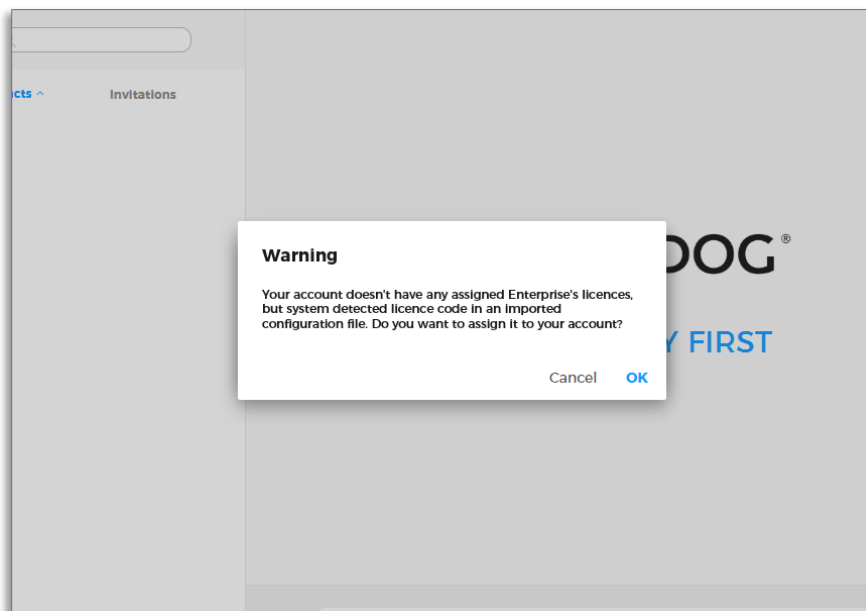 cts ^
Invitations
DOG®
Y FIRST
Warning
Your account doesn't have any assigned Enterprise's licences,
but system detected licence code in an imported
configuration file. Do you want to assign it to your account?
Cancel
OK